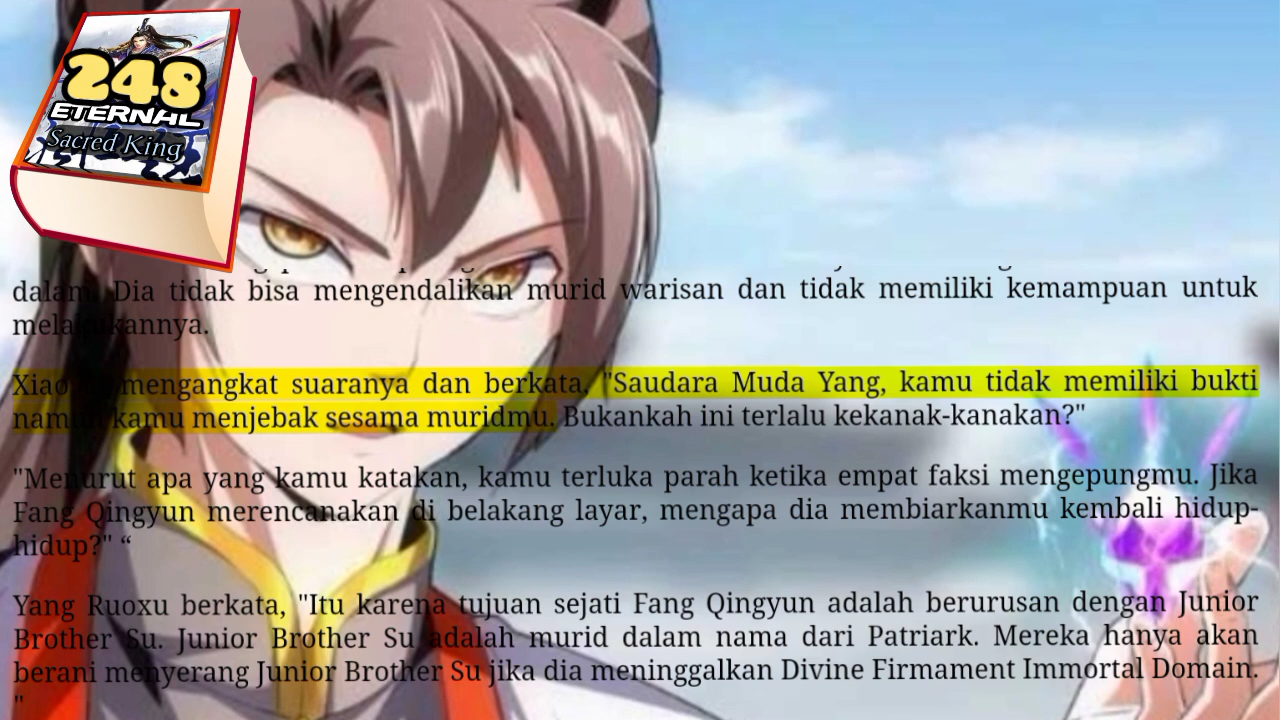 248
ETERNAL
Sacred King
dalam. Dia tidak bisa mengendalikan murid warisan dan tidak memiliki kemampuan untuk
melakukannya.
Xiao mengangkat suaranya dan berkata, "Saudara Muda Yang, kamu tidak memiliki bukti
namun kamu menjebak sesama muridmu. Bukankah ini terlalu kekanak-kanakan?"
"Menurut apa yang kamu katakan, kamu terluka parah ketika empat faksi mengepungmu. Jika
Fang Qingyun merencanakan di belakang layar, mengapa dia membiarkanmu kembali hidup-
hidup?" “
Yang Ruoxu berkata, "Itu karena tujuan sejati Fang Qingyun adalah berurusan dengan Junior
Brother Su. Junior Brother Su adalah murid dalam nama dari Patriark. Mereka hanya akan
berani menyerang Junior Brother Su jika dia meninggalkan Divine Firmament Immortal Domain.
"